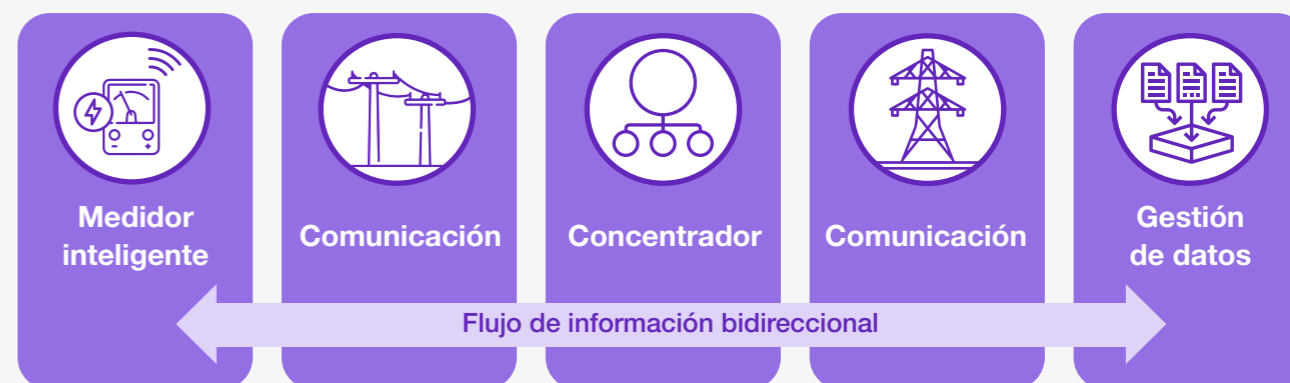 Medidor
inteligente
Comunicación
Concentrador
Comunicación
Gestión
de datos
Flujo de información bidireccional